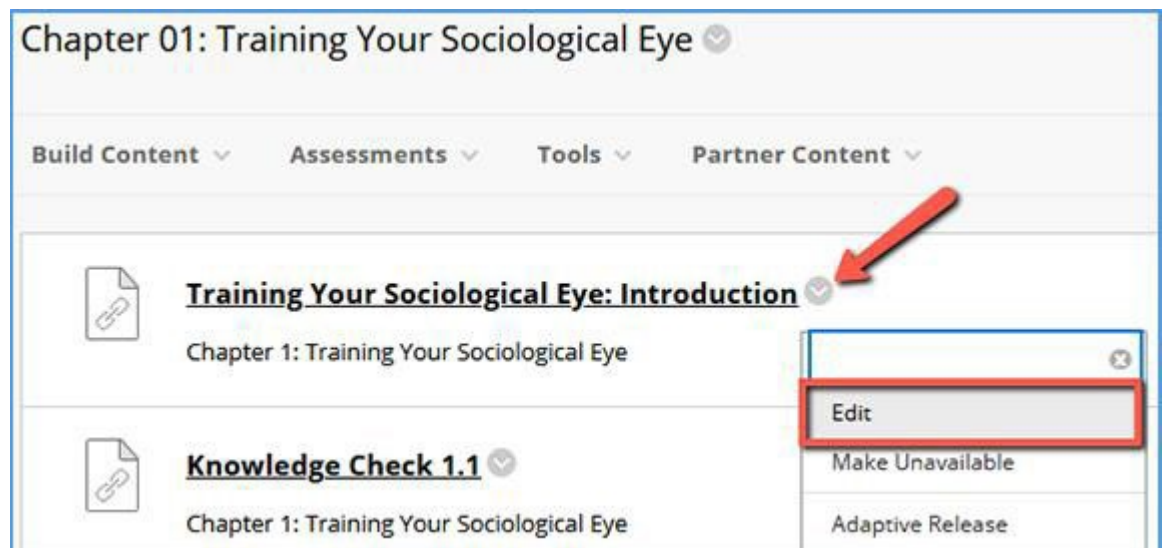 Chapter 01: Training Your Sociological Eye
Build Content Assessments Tools Partner Content
Training Your Sociological Eye: Introduction
Chapter 1: Training Your Sociological Eye
Edit
Knowledge Check 1.1
Make Unavailable
Chapter 1: Training Your Sociological Eye
Adaptive Release